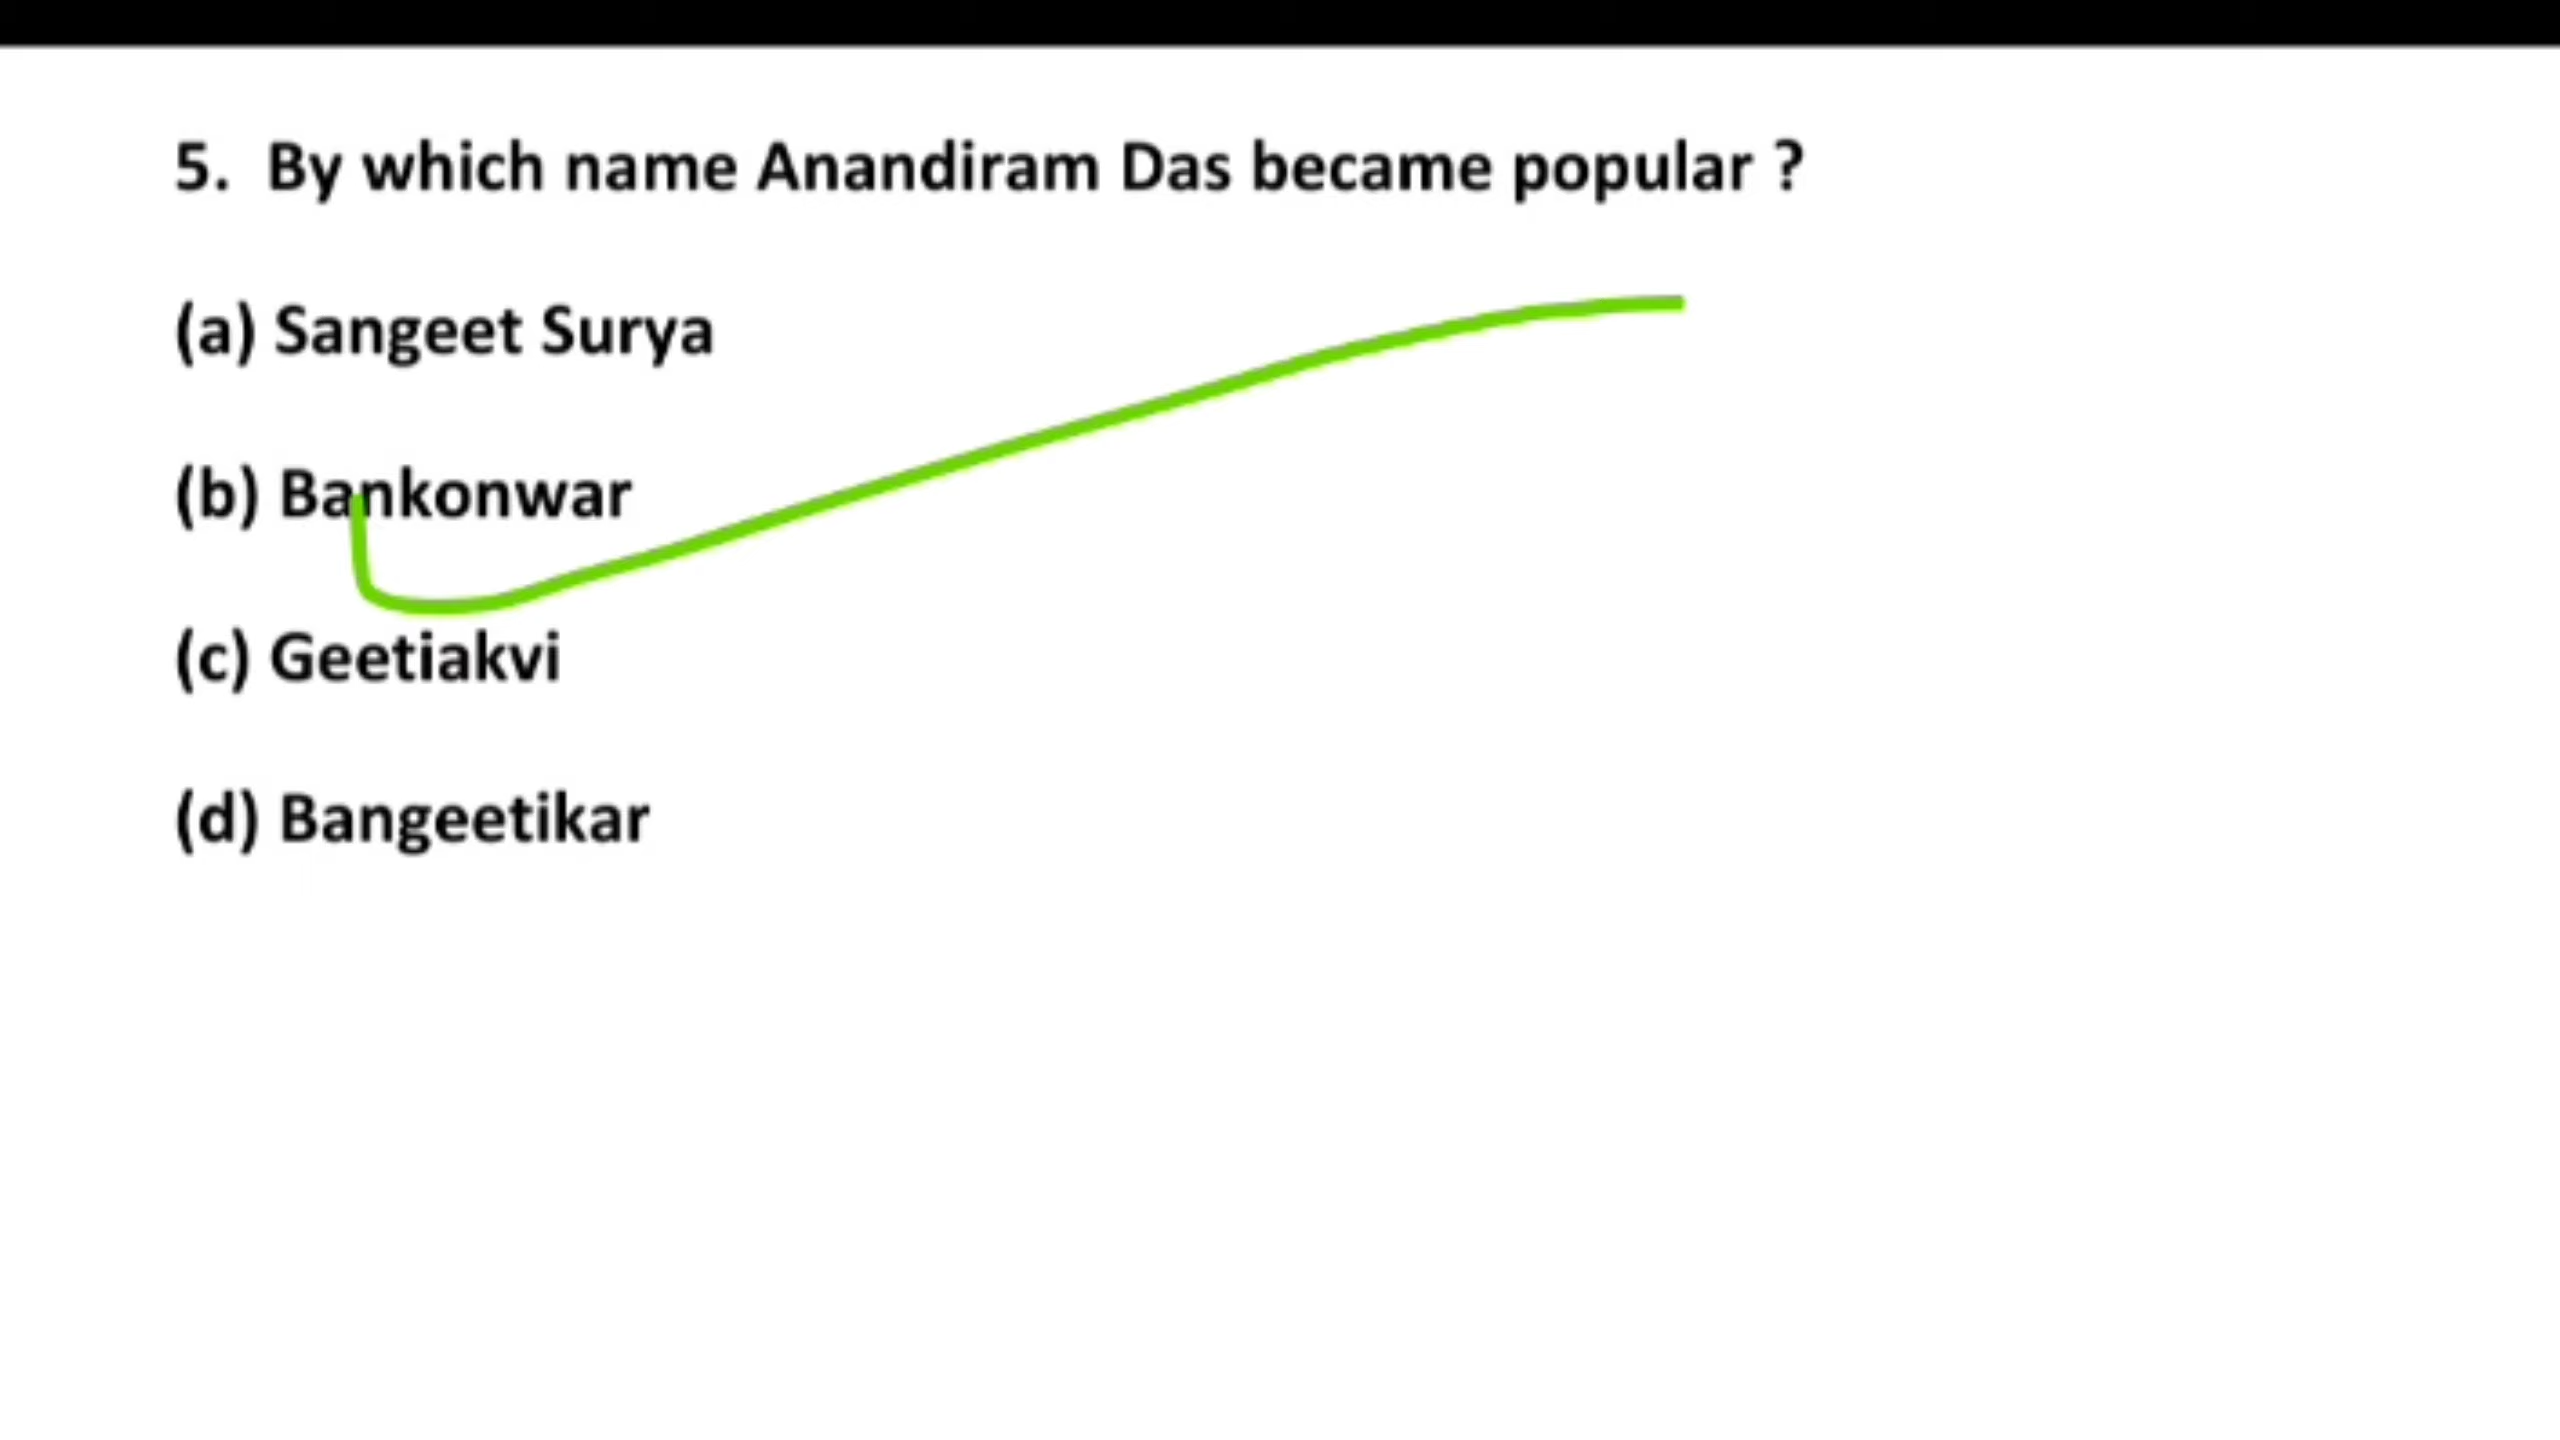 5. By which name Anandiram Das became popular ?
(a) Sangeet Surya
(b) Bankonwar
(c) Geetiakvi
(d) Bangeetikar